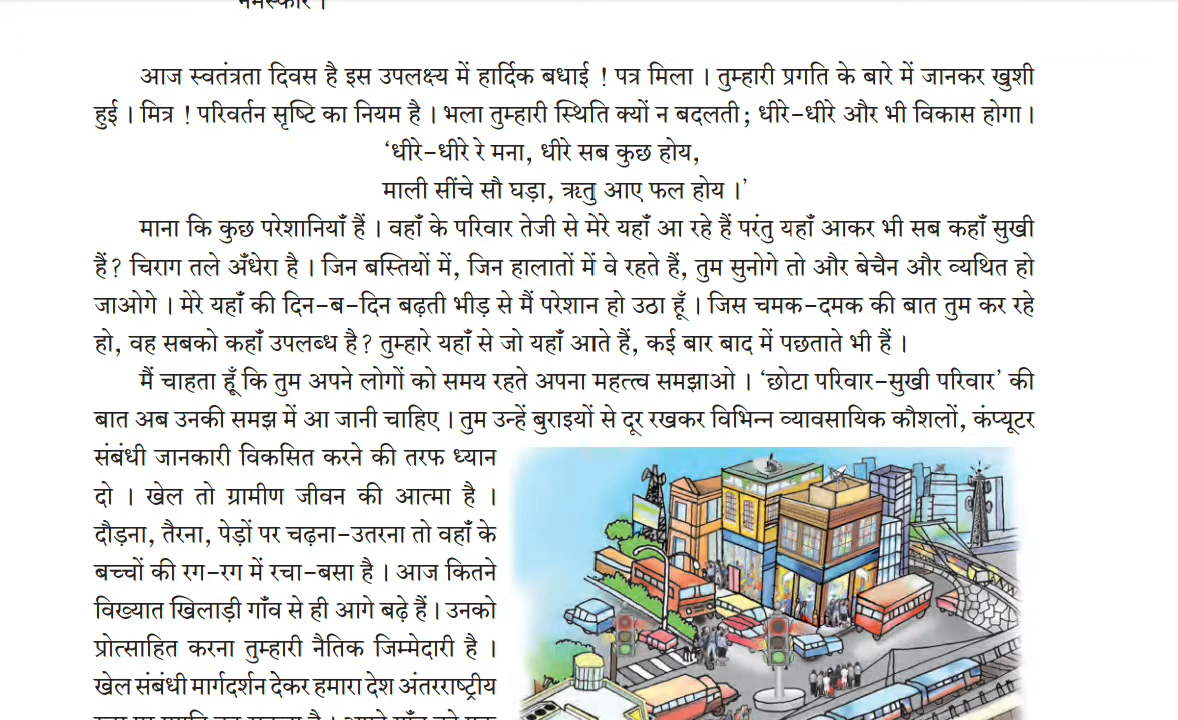 नमस्कार ।
आज स्वतंत्रता दिवस है इस उपलक्ष्य में हार्दिक बधाई ! पत्र मिला । तुम्हारी प्रगति के बारे में जानकर खुशी
हुई । मित्र ! परिवर्तन सृष्टि का नियम है । भला तुम्हारी स्थिति क्यों न बदलती; धीरे-धीरे और भी विकास होगा ।
‘धीरे-धीरे रे मना, धीरे सब कुछ होय,
माली सींचे सौ घड़ा, ऋतु आए फल होय ।’
माना कि कुछ परेशानियाँ हैं । वहाँ के परिवार तेजी से मेरे यहाँ आ रहे हैं परंतु यहाँ आकर भी सब कहाँ सुखी
हैं? चिराग तले अँधेरा है । जिन बस्तियों में, जिन हालातों में वे रहते हैं, तुम सुनोगे तो और बेचैन और व्यथित हो
जाओगे । मेरे यहाँ की दिन-ब-दिन बढ़ती भीड़ से मैं परेशान हो उठा हूँ । जिस चमक-दमक की बात तुम कर रहे
हो, वह सबको कहाँ उपलब्ध है? तुम्हारे यहाँ से जो यहाँ आते हैं, कई बार बाद में पछताते भी हैं ।
मैं चाहता हूँ कि तुम अपने लोगों को समय रहते अपना महत्त्व समझाओ । ‘छोटा परिवार-सुखी परिवार’ की
बात अब उनकी समझ में आ जानी चाहिए । तुम उन्हें बुराइयों से दूर रखकर विभिन्न व्यावसायिक कौशलों, कंप्यूटर
संबंधी जानकारी विकसित करने की तरफ ध्यान
दो । खेल तो ग्रामीण जीवन की आत्मा है ।
दौड़ना, तैरना, पेड़ों पर चढ़ना-उतरना तो वहाँ के
बच्चों की रग-रग में रचा-बसा है । आज कितने
विख्यात खिलाड़ी गाँव से ही आगे बढ़े हैं। उनको
प्रोत्साहित करना तुम्हारी नैतिक जिम्मेदारी है ।
खेल संबंधी मार्गदर्शन देकर हमारा देश अंतरराष्ट्रीय